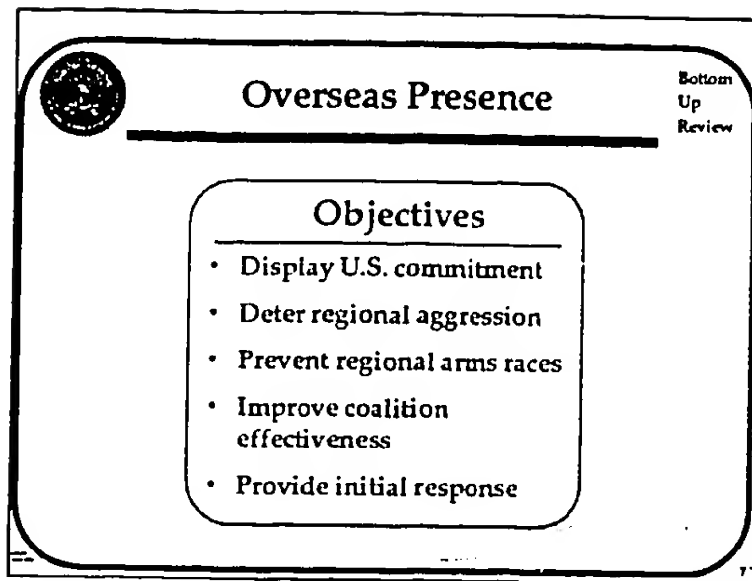 Overseas Presence
Bottom
Up
Review
Objectives
• Display U.S. commitment
• Deter regional aggression
• Prevent regional arms races
• Improve coalition
effectiveness
• Provide initial response